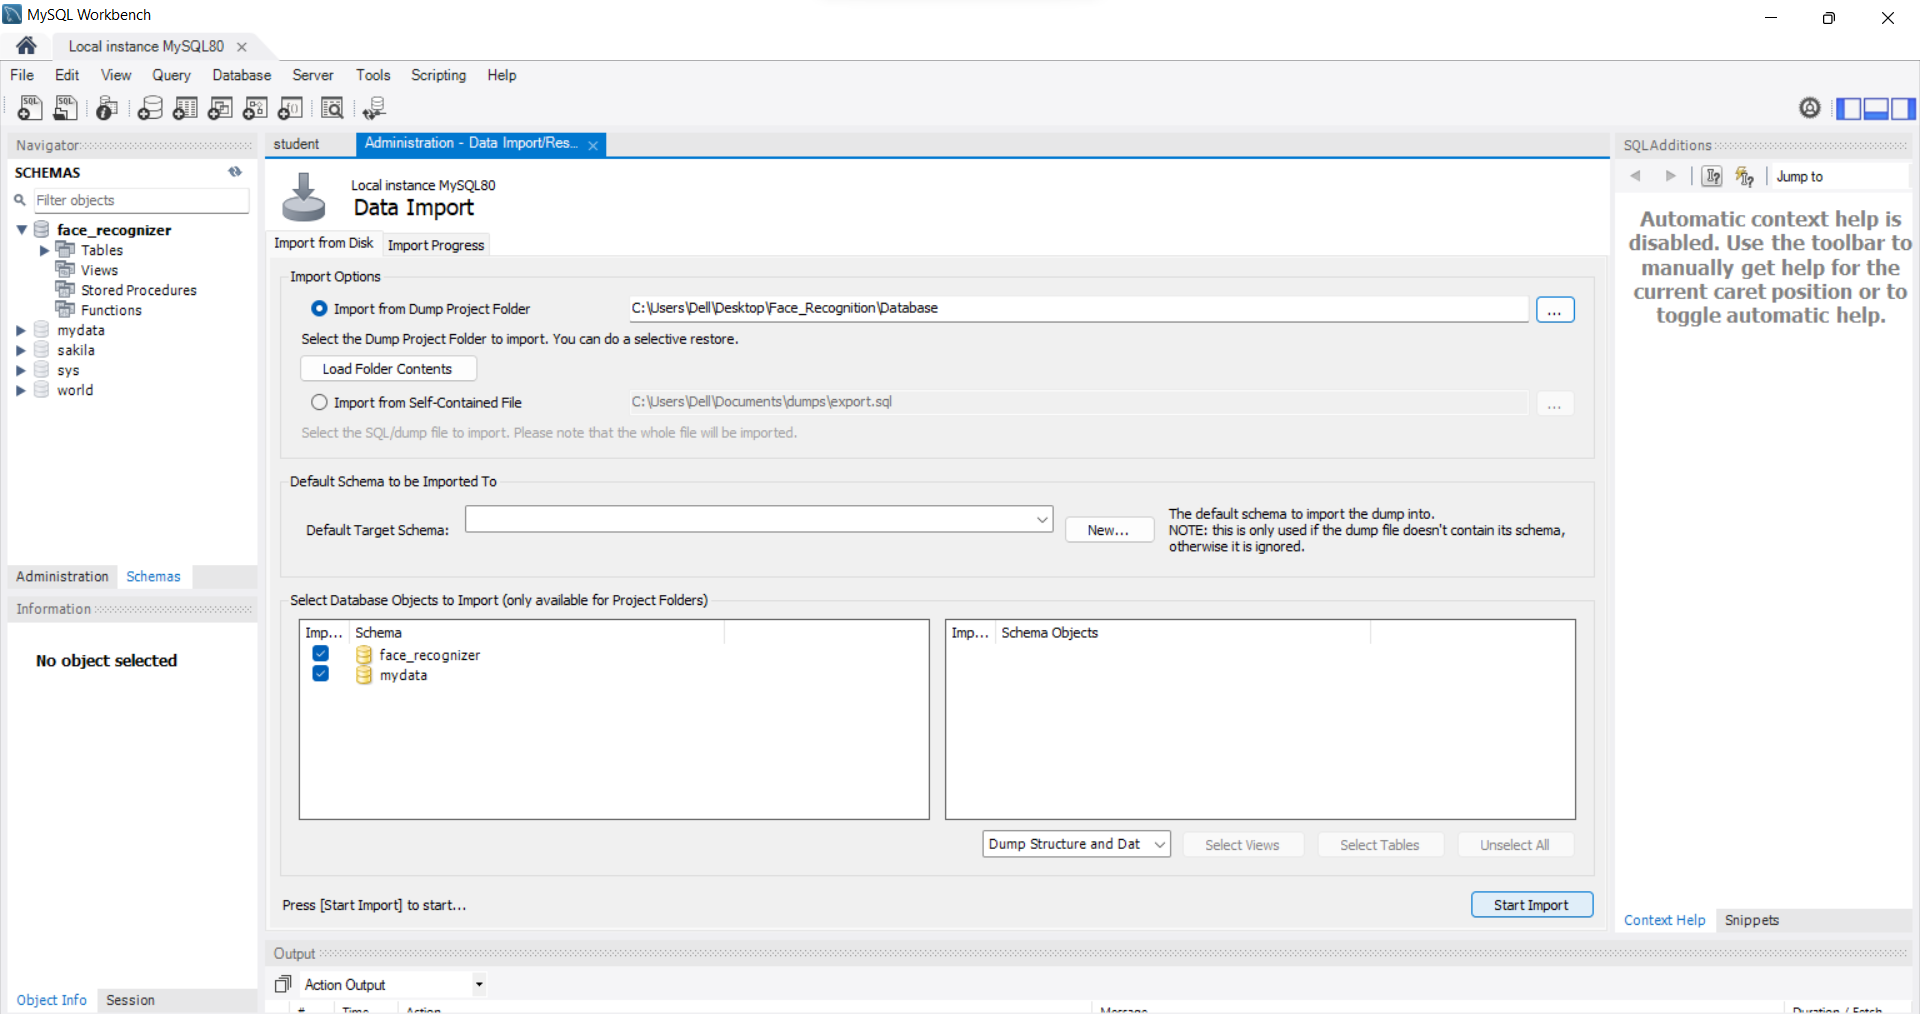 MySQL Workbench
Local instance MySQL80
File Edit View Query Database Server Tools Scripting Help
Navigator
SCHEMAS
Filter objects
face_recognizer
Tables
Views
Stored Procedures
Functions
mydata
sakila
sys
world
Administration Schemas
Information
No object selected
Object Info Session
student
Administration - Data Import/Res...
Local instance MySQL80
Data Import
Import from Disk Import Progress
Import Options
Import from Dump Project Folder C:\Users\Dell\Desktop\Face_Recognition\Database ...
Select the Dump Project Folder to import. You can do a selective restore.
Load Folder Contents
Import from Self-Contained File C:\Users\Dell\Documents\dumps\export.sql ...
Select the SQL/dump file to import. Please note that the whole file will be imported.
Default Schema to be Imported To
Default Target Schema: New...
The default schema to import the dump into.
NOTE: this is only used if the dump file doesn't contain its schema,
otherwise it is ignored.
Select Database Objects to Import (only available for Project Folders)
Imp... Schema
face_recognizer
mydata
Imp... Schema Objects
Dump Structure and Dat Select Views Select Tables Unselect All
Press [Start Import] to start... Start Import
Output
Action Output
# Time Action Message Duration / Fetch
SQLAdditions
Jump to
Automatic context help is
disabled. Use the toolbar to
manually get help for the
current caret position or to
toggle automatic help.
Context Help Snippets